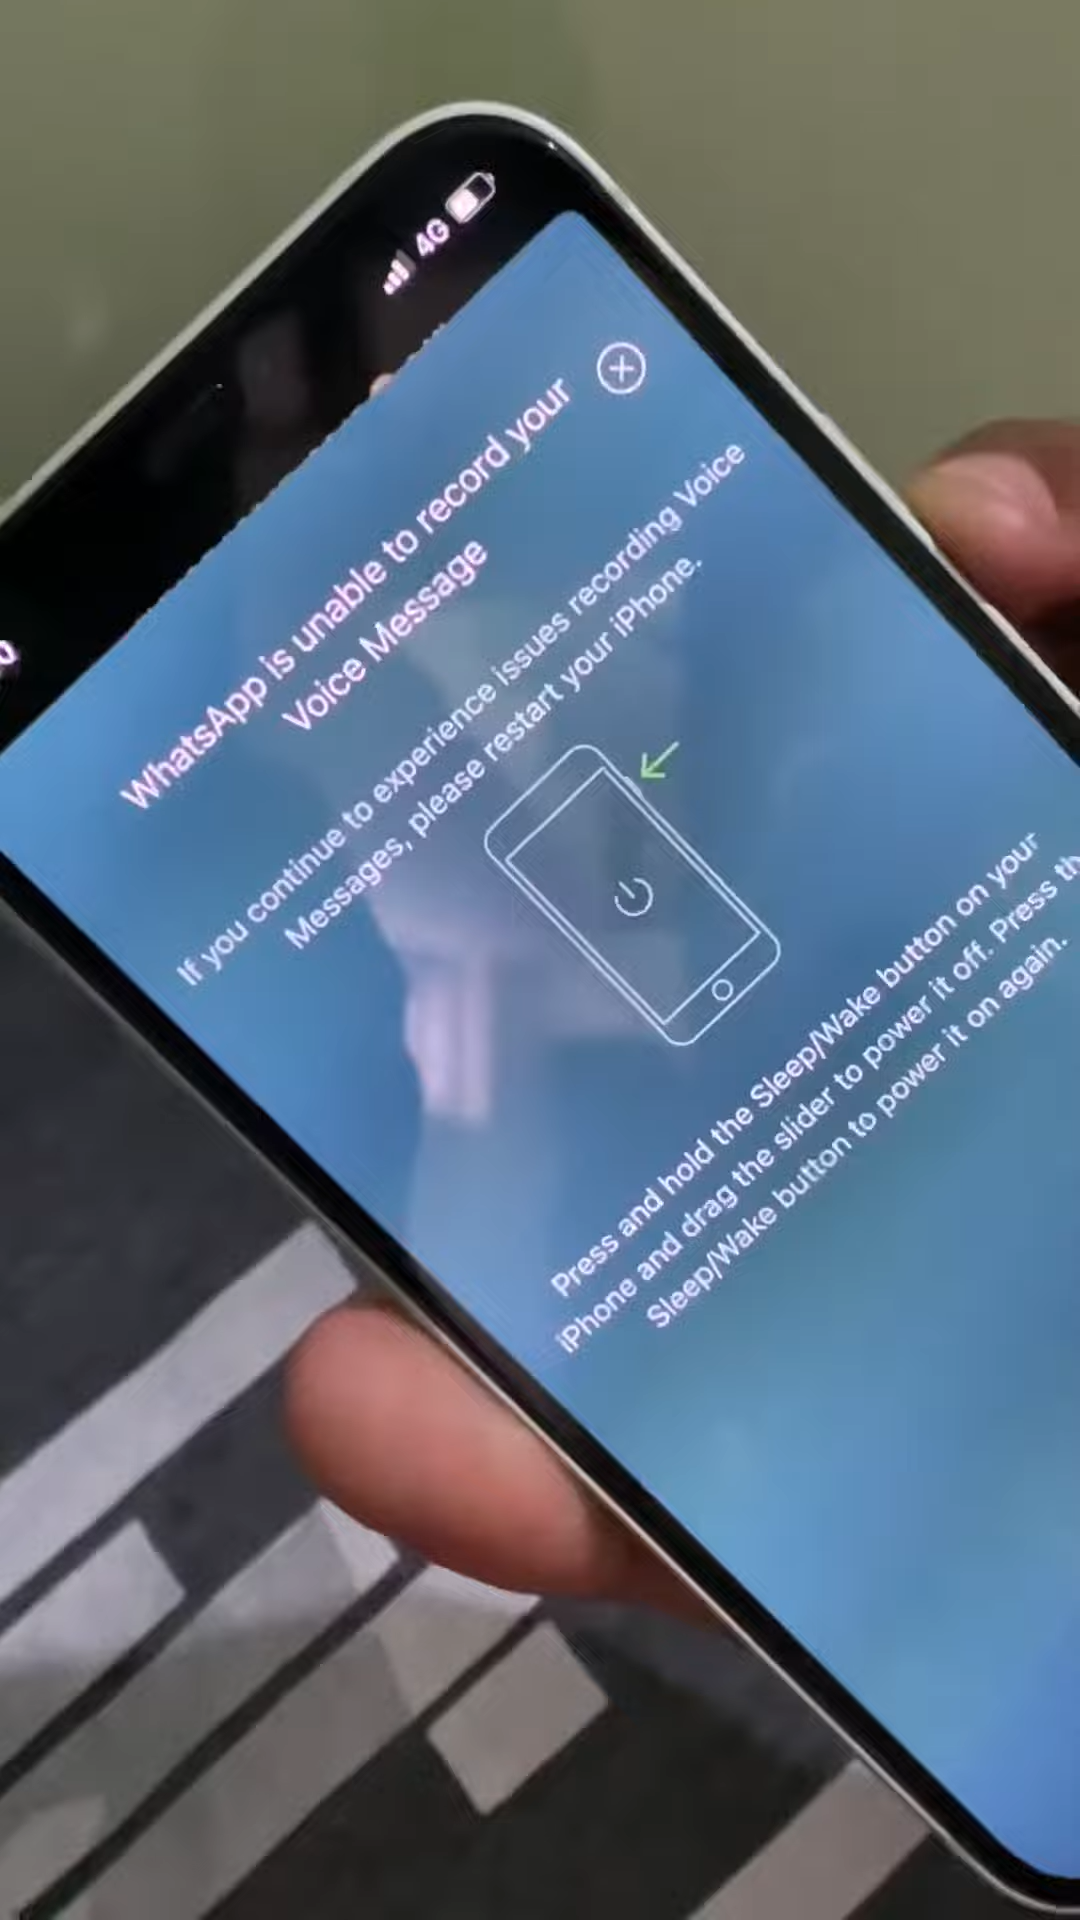 4G
WhatsApp is unable to record your
Voice Message
If you continue to experience issues recording Voice
Messages, please restart your iPhone.
Press and hold the Sleep/Wake button on your
iPhone and drag the slider to power it off. Press
Sleep/Wake button to power it on again.